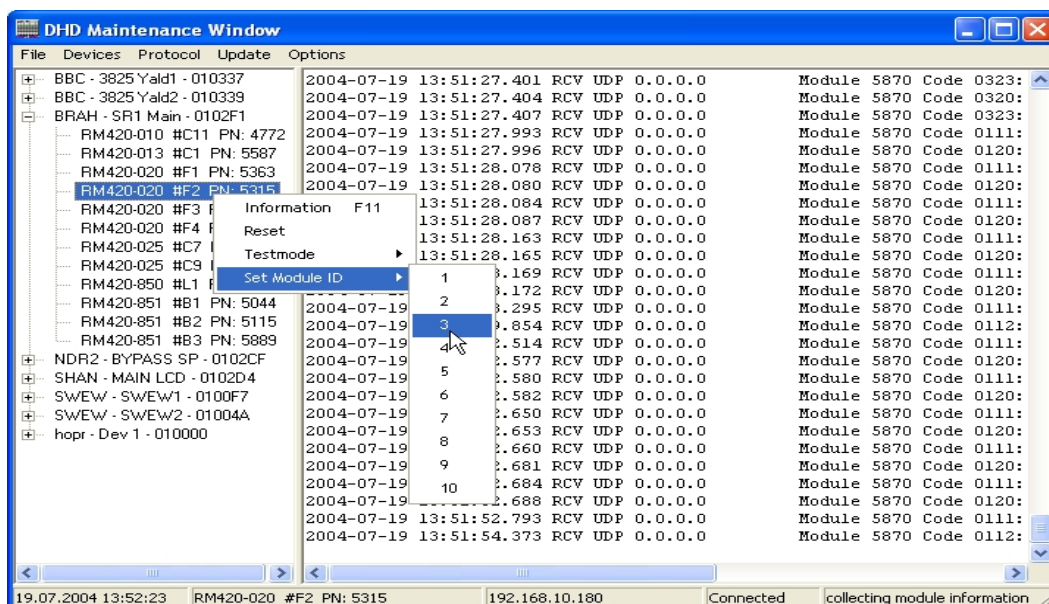 DHD Maintenance Window
File Devices Protocol Update Options
BBC - 3825 Yald1 - 010337
BBC - 3825 Yald2 - 010339
BRAH - SR1 Main - 0102F1
RM420-010 #C11 PN: 4772
RM420-013 #C1 PN: 5587
RM420-020 #F1 PN: 5363
RM420-020 #F2 PN: 5315
RM420-020 #F3
RM420-020 #F4
RM420-025 #C7
RM420-025 #C9
RM420-850 #L1
RM420-851 #B1 PN: 5044
RM420-851 #B2 PN: 5115
RM420-851 #B3 PN: 5889
NDR2 - BYPASS SP - 0102CF
SHAN - MAIN LCD - 0102D4
SWEW - SWEW1 - 0100F7
SWEW - SWEW2 - 01004A
hopr - Dev 1 - 010000
Information F11
Reset
Testmode
Set Module ID
1
2
3
4
5
6
7
8
9
10
2004-07-19 13:51:27.401 RCV UDP 0.0.0.0 Module 5870 Code 0323:
2004-07-19 13:51:27.404 RCV UDP 0.0.0.0 Module 5870 Code 0320:
2004-07-19 13:51:27.407 RCV UDP 0.0.0.0 Module 5870 Code 0323:
2004-07-19 13:51:27.993 RCV UDP 0.0.0.0 Module 5870 Code 0111:
2004-07-19 13:51:27.996 RCV UDP 0.0.0.0 Module 5870 Code 0120:
2004-07-19 13:51:28.078 RCV UDP 0.0.0.0 Module 5870 Code 0111:
2004-07-19 13:51:28.080 RCV UDP 0.0.0.0 Module 5870 Code 0120:
13:51:28.084 RCV UDP 0.0.0.0 Module 5870 Code 0111:
13:51:28.087 RCV UDP 0.0.0.0 Module 5870 Code 0120:
13:51:28.163 RCV UDP 0.0.0.0 Module 5870 Code 0111:
13:51:28.165 RCV UDP 0.0.0.0 Module 5870 Code 0120:
.169 RCV UDP 0.0.0.0 Module 5870 Code 0111:
.172 RCV UDP 0.0.0.0 Module 5870 Code 0120:
2004-07-19 .295 RCV UDP 0.0.0.0 Module 5870 Code 0111:
2004-07-19 .854 RCV UDP 0.0.0.0 Module 5870 Code 0112:
2004-07-19 .514 RCV UDP 0.0.0.0 Module 5870 Code 0111:
2004-07-19 .577 RCV UDP 0.0.0.0 Module 5870 Code 0120:
2004-07-19 .580 RCV UDP 0.0.0.0 Module 5870 Code 0111:
2004-07-19 .582 RCV UDP 0.0.0.0 Module 5870 Code 0120:
2004-07-19 .650 RCV UDP 0.0.0.0 Module 5870 Code 0111:
2004-07-19 .653 RCV UDP 0.0.0.0 Module 5870 Code 0120:
2004-07-19 .660 RCV UDP 0.0.0.0 Module 5870 Code 0111:
2004-07-19 .681 RCV UDP 0.0.0.0 Module 5870 Code 0120:
2004-07-19 .684 RCV UDP 0.0.0.0 Module 5870 Code 0111:
2004-07-19 .688 RCV UDP 0.0.0.0 Module 5870 Code 0120:
2004-07-19 13:51:52.793 RCV UDP 0.0.0.0 Module 5870 Code 0111:
2004-07-19 13:51:54.373 RCV UDP 0.0.0.0 Module 5870 Code 0112:
19.07.2004 13:52:23 RM420-020 #F2 PN: 5315 192.168.10.180 Connected collecting module information